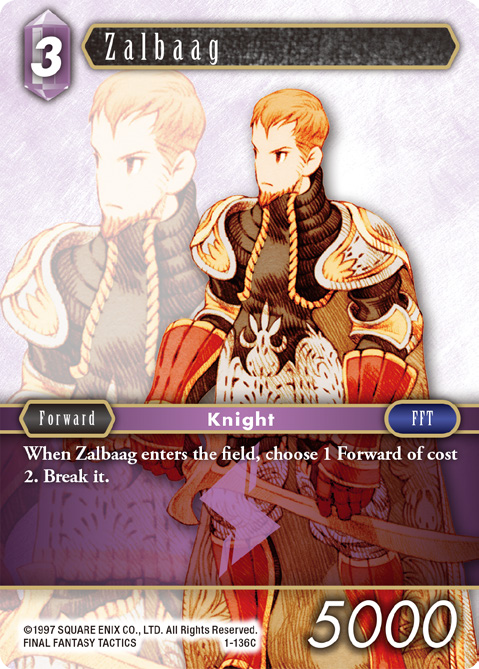 3
Zalbaag
Forward
Knight
FFT
When Zalbaag enters the field, choose 1 Forward of cost
2. Break it.
©1997 SQUARE ENIX CO., LTD. All Rights Reserved.
FINAL FANTASY TACTICS
1-136C
5000